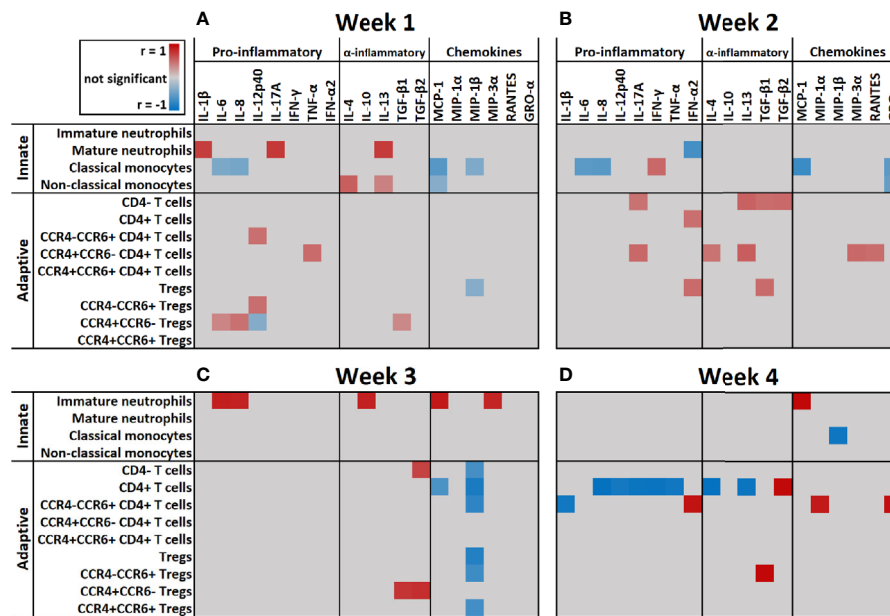 A Week 1
B Week 2
r = 1
not significant
r = -1
Pro-inflammatory
α-inflammatory
Chemokines
Pro-inflammatory
α-inflammatory
Chemokines
IL-1β
IL-6
IL-8
IL-12p40
IL-17A
IFN-γ
TNF-α
IFN-α2
IL-4
IL-10
IL-13
TGF-β1
TGF-β2
MCP-1
MIP-1α
MIP-1β
MIP-3α
RANTES
GRO-α
IL-1β
IL-6
IL-8
IL-12p40
IL-17A
IFN-γ
TNF-α
IFN-α2
IL-4
IL-10
IL-13
TGF-β1
TGF-β2
MCP-1
MIP-1α
MIP-1β
MIP-3α
RANTES
Innate
Immature neutrophils
Mature neutrophils
Classical monocytes
Non-classical monocytes
Adaptive
CD4- T cells
CD4+ T cells
CCR4-CCR6+ CD4+ T cells
CCR4+CCR6- CD4+ T cells
CCR4+CCR6+ CD4+ T cells
Tregs
CCR4-CCR6+ Tregs
CCR4+CCR6- Tregs
CCR4+CCR6+ Tregs
C Week 3
D Week 4
Innate
Immature neutrophils
Mature neutrophils
Classical monocytes
Non-classical monocytes
Adaptive
CD4- T cells
CD4+ T cells
CCR4-CCR6+ CD4+ T cells
CCR4+CCR6- CD4+ T cells
CCR4+CCR6+ CD4+ T cells
Tregs
CCR4-CCR6+ Tregs
CCR4+CCR6- Tregs
CCR4+CCR6+ Tregs